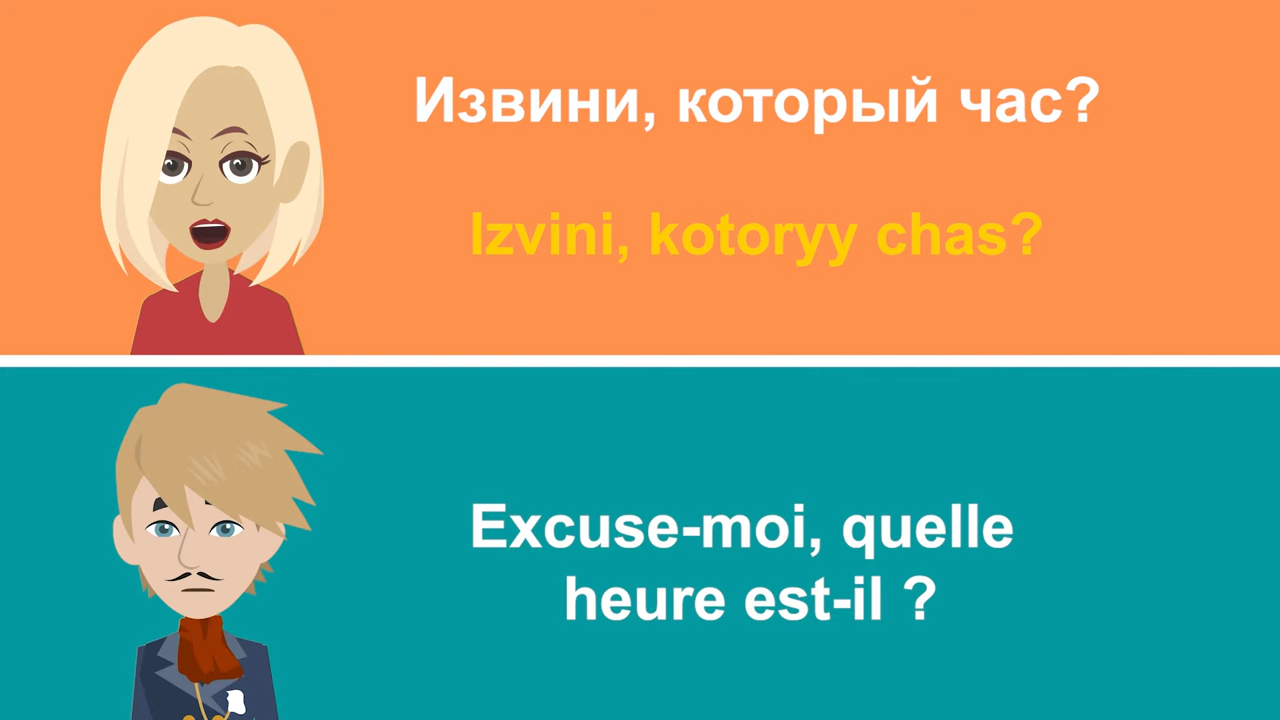 Извини, который час?
Izvini, kotoryy chas?
Excuse-moi, quelle
heure est-il ?